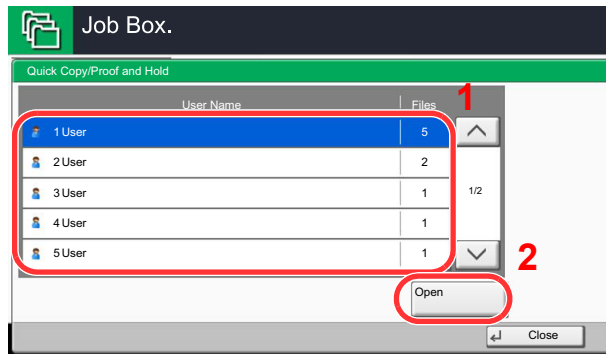 Job Box.
Quick Copy/Proof and Hold
User Name Files 1
1 User 5
2 User 2
3 User 1 1/2
4 User 1
5 User 1
2
Open
Close